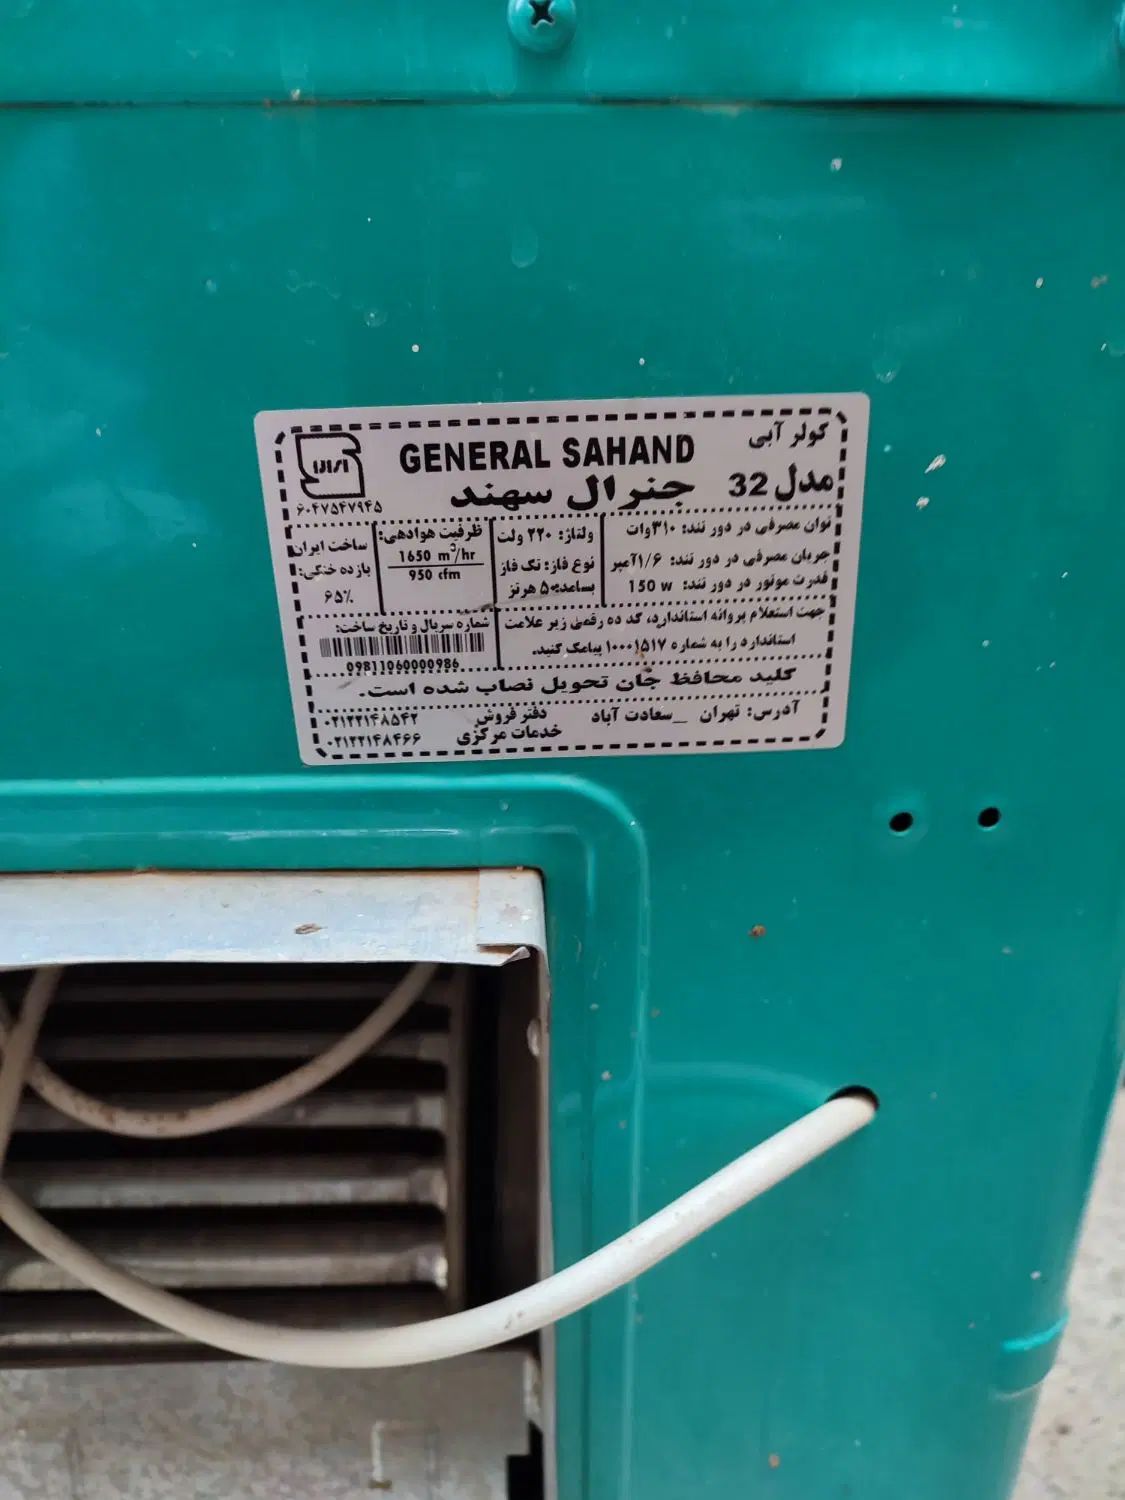 کولر آبی
GENERAL SAHAND
مدل 32 جنرال سهند
۶۰۴۷۵۴۷۹۴۵
توان مصرفی در دور تند: ۳۱۰وات
جریان مصرفی در دور تند: ۱/۶آمپر
قدرت موتور در دور تند: 150 w
ولتاژ: ۲۲۰ ولت
نوع فاز: تک فاز
بسامد:۵۰ هرتز
ظرفیت هوادهی:
1650 m3/hr
950 cfm
ساخت ایران
بازده خنکی:
۶۵٪
جهت استعلام پروانه استاندارد، کد ده رقمی زیر علامت
استاندارد را به شماره ۱۰۰۰۱۵۱۷ پیامک کنید.
شماره سریال و تاریخ ساخت:
09811060000986
کلید محافظ جان تحویل نصاب شده است.
آدرس: تهران _سعادت آباد
دفتر فروش ۰۲۱۲۲۱۴۸۵۴۲
خدمات مرکزی ۰۲۱۲۲۱۴۸۴۶۶